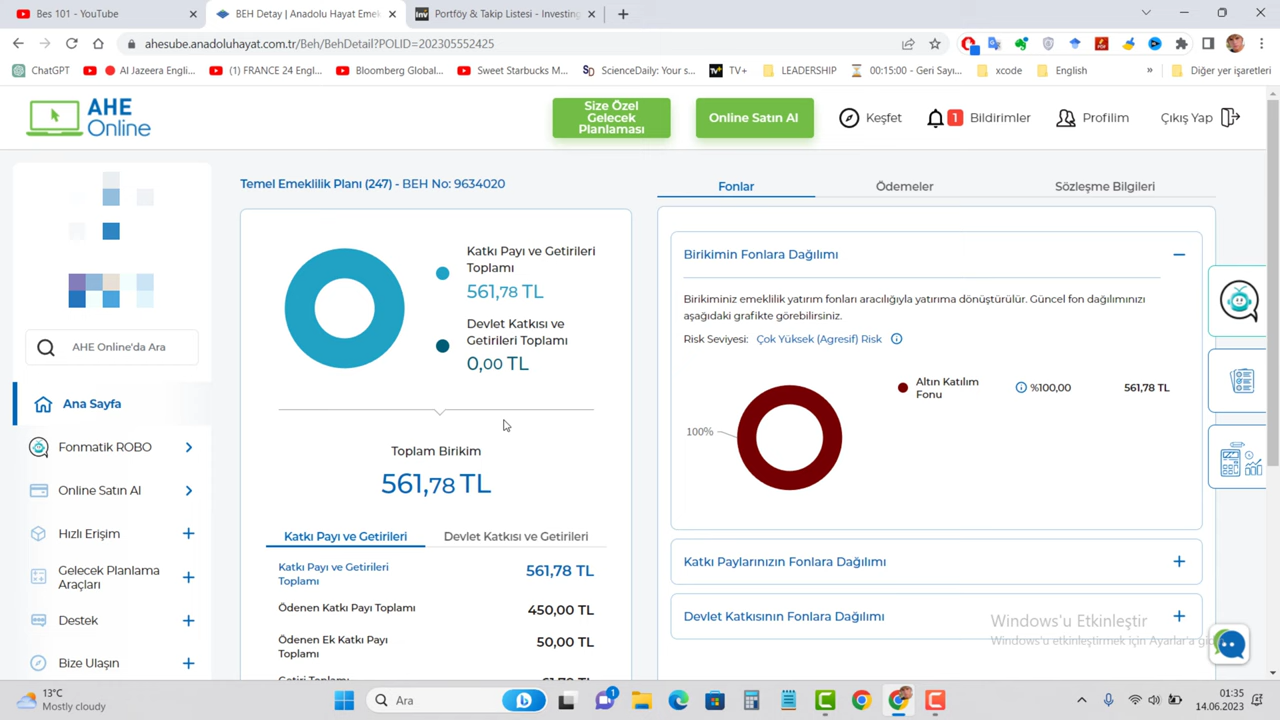 Bes 101 - YouTube
BEH Detay | Anadolu Hayat Emek
Portföy & Takip Listesi - Investing
ahesube.anadoluhayat.com.tr/Beh/BehDetail?POLID=202305552425
ChatGPT
Al Jazeera Engli...
(1) FRANCE 24 Engl...
Bloomberg Global...
Sweet Starbucks M...
ScienceDaily: Your s...
TV+
LEADERSHIP
00:15:00 - Geri Sayı...
xcode
English
»
Diğer yer işaretleri
AHE
Online
Size Özel
Gelecek
Planlaması
Online Satın Al
Keşfet
1
Bildirimler
Profilim
Çıkış Yap
AHE Online'da Ara
Ana Sayfa
Fonmatik ROBO
Online Satın Al
Hızlı Erişim
Gelecek Planlama
Araçları
Destek
Bize Ulaşın
Temel Emeklilik Planı (247) - BEH No: 9634020
Katkı Payı ve Getirileri
Toplamı
561,78 TL
Devlet Katkısı ve
Getirileri Toplamı
0,00 TL
Toplam Birikim
561,78 TL
Katkı Payı ve Getirileri
Devlet Katkısı ve Getirileri
Katkı Payı ve Getirileri
Toplamı
561,78 TL
Ödenen Katkı Payı Toplamı
450,00 TL
Ödenen Ek Katkı Payı
Toplamı
50,00 TL
Fonlar
Ödemeler
Sözleşme Bilgileri
Birikimin Fonlara Dağılımı
Birikiminiz emeklilik yatırım fonları aracılığıyla yatırıma dönüştürülür. Güncel fon dağılımınızı
aşağıdaki grafikte görebilirsiniz.
Risk Seviyesi: Çok Yüksek (Agresif) Risk
100%
Altın Katılım
Fonu
%100,00
561,78 TL
Katkı Paylarınızın Fonlara Dağılımı
Devlet Katkısının Fonlara Dağılımı
Windows'u Etkinleştir
Windows'u etkinleştirmek için Ayarlar'a
13°C
Mostly cloudy
Ara
1
01:35
14.06.2023